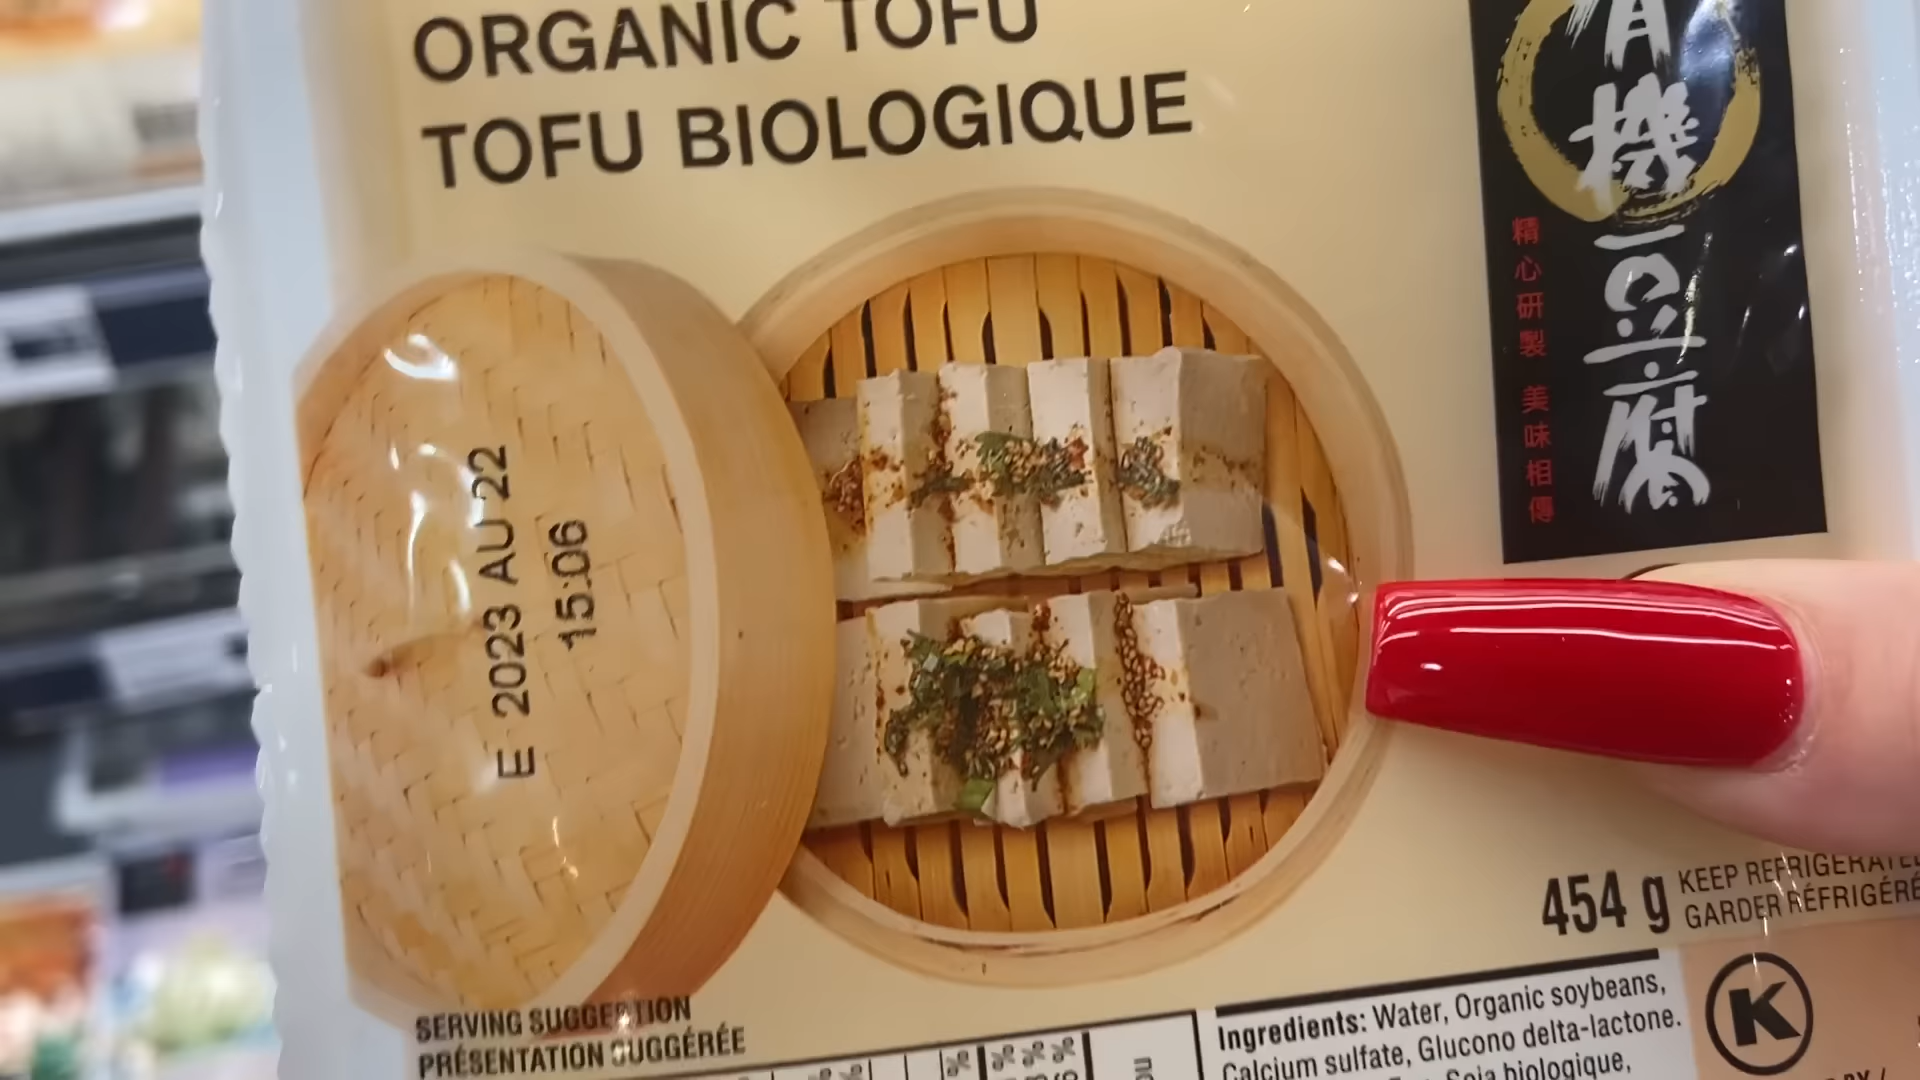 ORGANIC TOFU
TOFU BIOLOGIQUE
機豆腐
精心研製 美味相傳
E 2023 AU 22
15:06
454 g
KEEP REFRIGERATED
GARDER RÉFRIGÉRÉ
SERVING SUGGESTION
PRÉSENTATION SUGGÉRÉE
Ingredients: Water, Organic soybeans,
Calcium sulfate, Glucono delta-lactone.
Soja biologique,
K